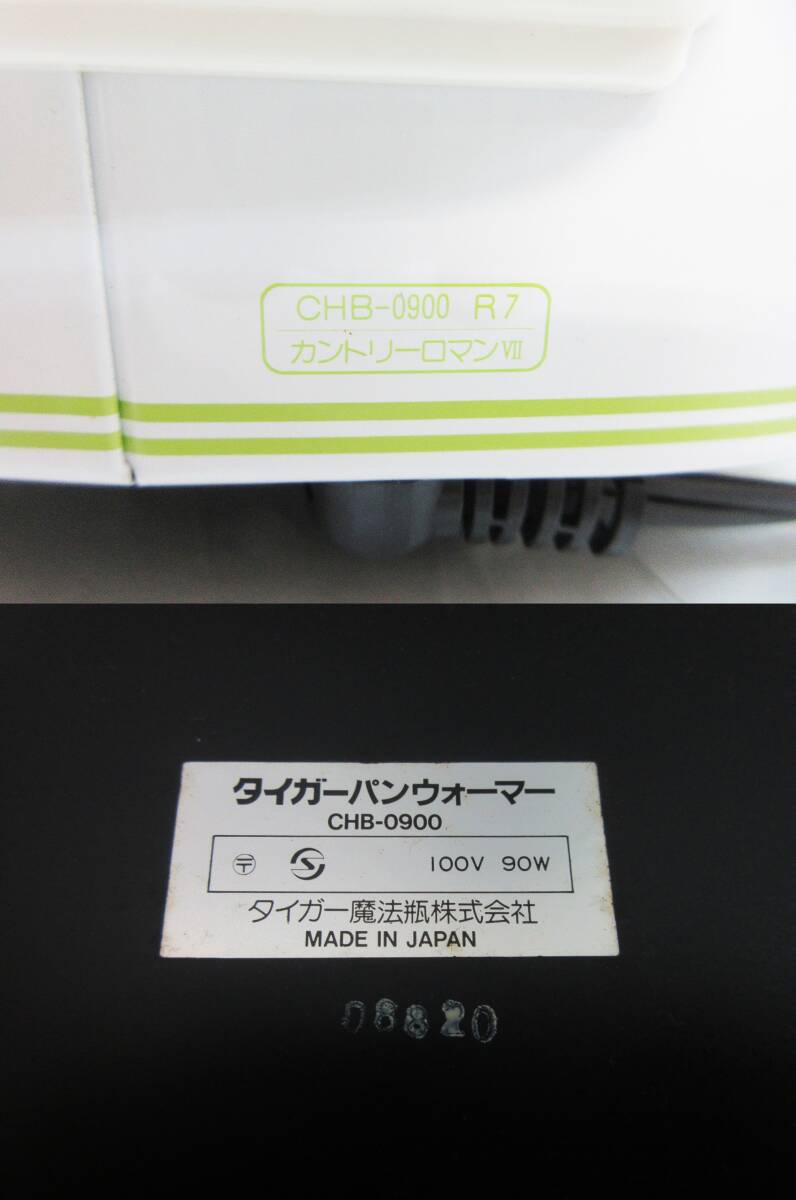 CHB-0900 R7
カントリーロマンⅦ
タイガーパンウォーマー
CHB-0900
〶 100V 90W
タイガー魔法瓶株式会社
MADE IN JAPAN
08820